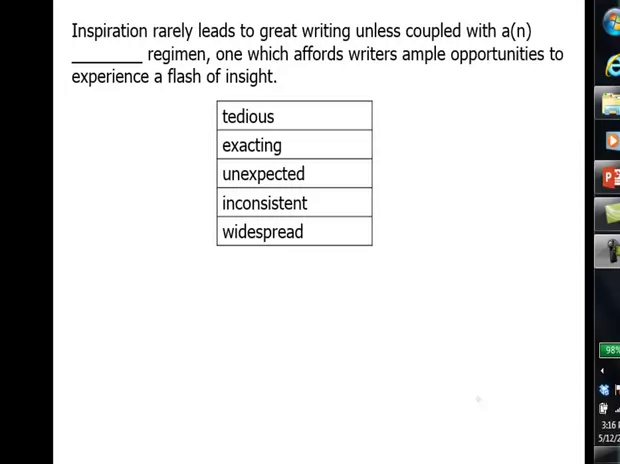 Inspiration rarely leads to great writing unless coupled with a(n)
________ regimen, one which affords writers ample opportunities to
experience a flash of insight.
tedious
exacting
unexpected
inconsistent
widespread
98%
3:16
5/12/2